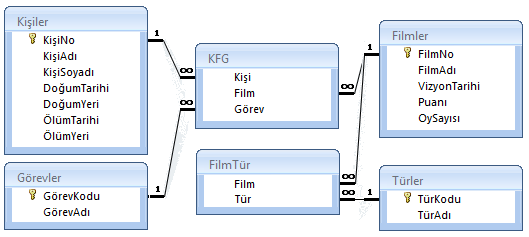 Kişiler
KişiNo
KişiAdı
KişiSoyadı
DoğumTarihi
DoğumYeri
ÖlümTarihi
ÖlümYeri
1
∞
∞
1
Görevler
GörevKodu
GörevAdı
KFG
Kişi
Film
Görev
∞
1
FilmTür
Film
Tür
∞
∞
1
Filmler
FilmNo
FilmAdı
VizyonTarihi
Puanı
OySayısı
Türler
TürKodu
TürAdı